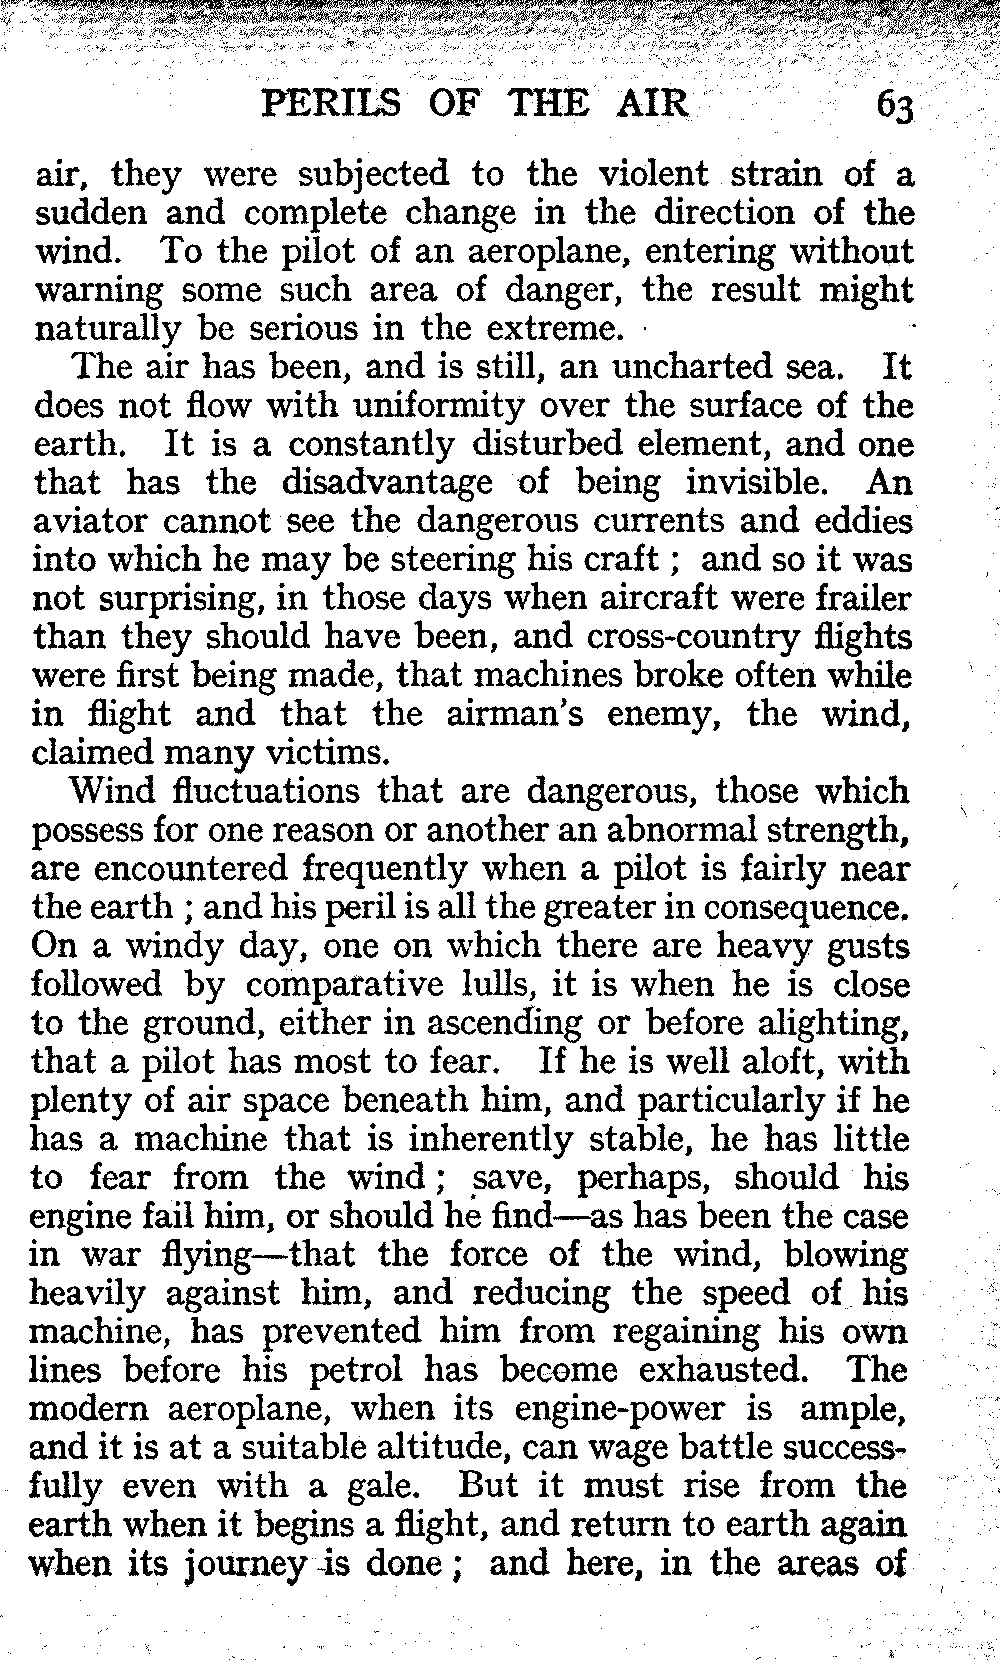 PERILS OF THE AIR 63
air, they were subjected to the violent strain of a
sudden and complete change in the direction of the
wind. To the pilot of an aeroplane, entering without
warning some such area of danger, the result might
naturally be serious in the extreme.
The air has been, and is still, an uncharted sea. It
does not flow with uniformity over the surface of the
earth. It is a constantly disturbed element, and one
that has the disadvantage of being invisible. An
aviator cannot see the dangerous currents and eddies
into which he may be steering his craft ; and so it was
not surprising, in those days when aircraft were frailer
than they should have been, and cross-country flights
were first being made, that machines broke often while
in flight and that the airman's enemy, the wind,
claimed many victims.
Wind fluctuations that are dangerous, those which
possess for one reason or another an abnormal strength,
are encountered frequently when a pilot is fairly near
the earth ; and his peril is all the greater in consequence.
On a windy day, one on which there are heavy gusts
followed by comparative lulls, it is when he is close
to the ground, either in ascending or before alighting,
that a pilot has most to fear. If he is well aloft, with
plenty of air space beneath him, and particularly if he
has a machine that is inherently stable, he has little
to fear from the wind ; save, perhaps, should his
engine fail him, or should he find—as has been the case
in war flying—that the force of the wind, blowing
heavily against him, and reducing the speed of his
machine, has prevented him from regaining his own
lines before his petrol has become exhausted. The
modern aeroplane, when its engine-power is ample,
and it is at a suitable altitude, can wage battle success-
fully even with a gale. But it must rise from the
earth when it begins a flight, and return to earth again
when its journey is done ; and here, in the areas of